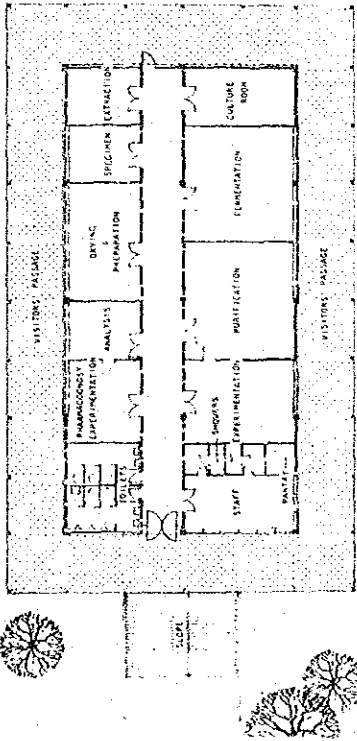 VISITORS' PASSAGE
EXTRACTION
SPECIMEN
DRYING
&
PREPARATION
ANALYSIS
PHARMACOGNOSY
EXPERIMENTATION
TOILETS
CULTURE
ROOM
FERMENTATION
PURIFICATION
EXPERIMENTATION
SHOWERS
STAFF
PANTRY
VISITORS' PASSAGE
SLOPE